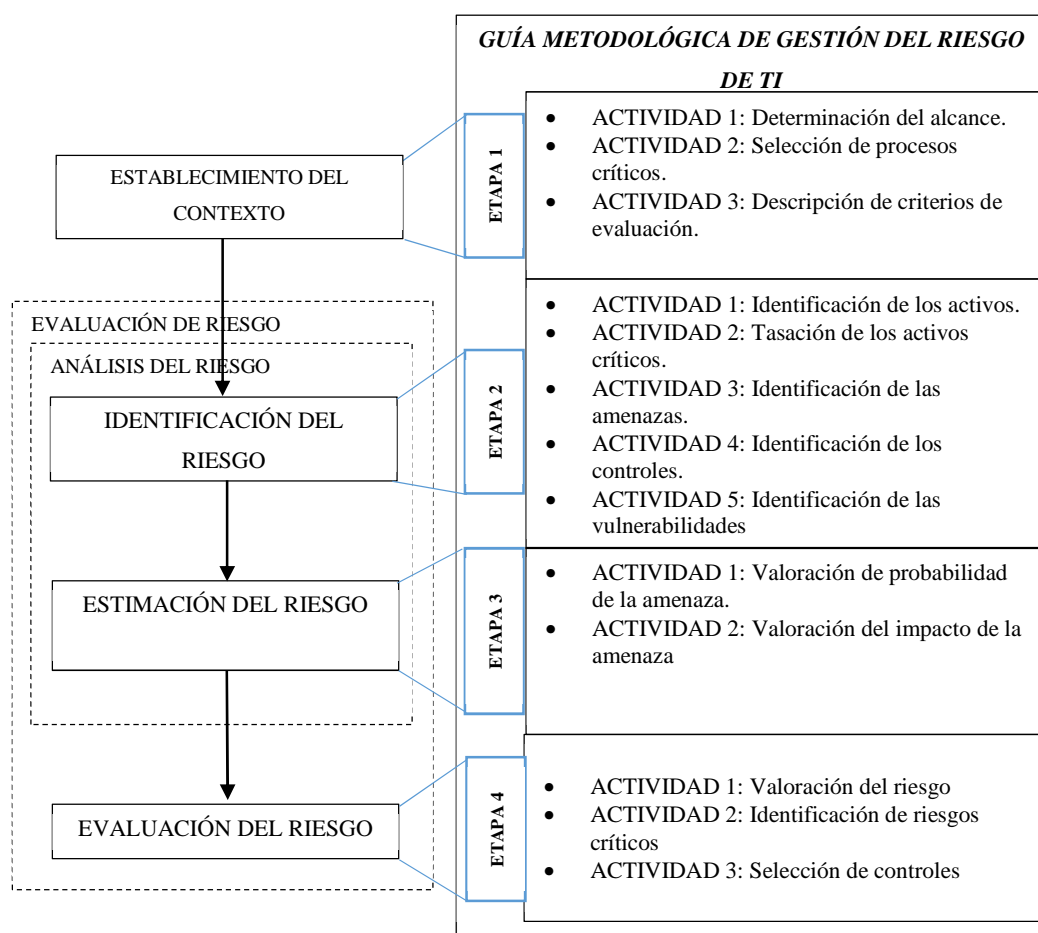 GUÍA METODOLÓGICA DE GESTIÓN DEL RIESGO
DE TI
ESTABLECIMIENTO DEL
CONTEXTO
ETAPA 1
• ACTIVIDAD 1: Determinación del alcance.
• ACTIVIDAD 2: Selección de procesos
críticos.
• ACTIVIDAD 3: Descripción de criterios de
evaluación.
EVALUACIÓN DE RIESGO
ANÁLISIS DEL RIESGO
IDENTIFICACIÓN DEL
RIESGO
ETAPA 2
• ACTIVIDAD 1: Identificación de los activos.
• ACTIVIDAD 2: Tasación de los activos
críticos.
• ACTIVIDAD 3: Identificación de las
amenazas.
• ACTIVIDAD 4: Identificación de los
controles.
• ACTIVIDAD 5: Identificación de las
vulnerabilidades
ESTIMACIÓN DEL RIESGO
ETAPA 3
• ACTIVIDAD 1: Valoración de probabilidad
de la amenaza.
• ACTIVIDAD 2: Valoración del impacto de la
amenaza
EVALUACIÓN DEL RIESGO
ETAPA 4
• ACTIVIDAD 1: Valoración del riesgo
• ACTIVIDAD 2: Identificación de riesgos
críticos
• ACTIVIDAD 3: Selección de controles